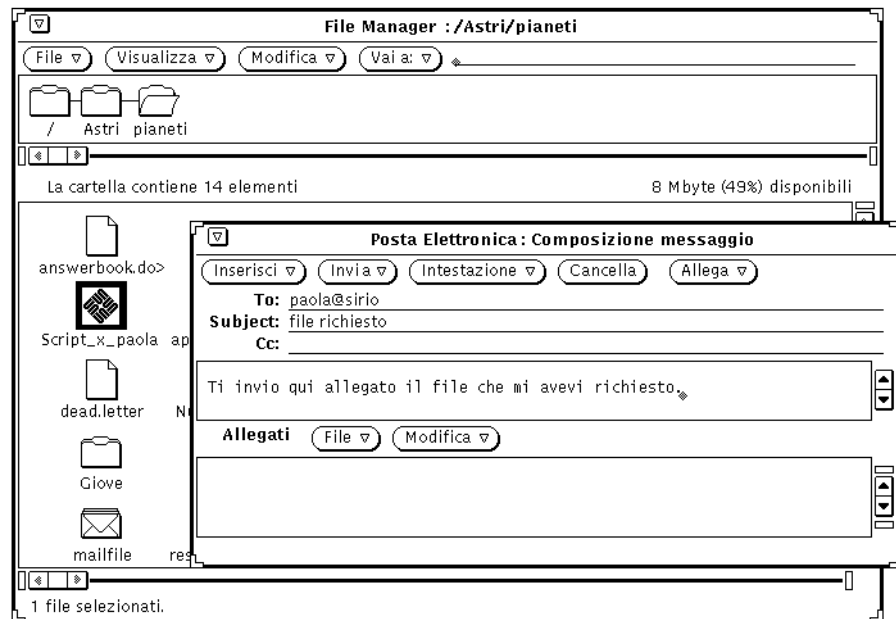 File Manager : /Astri/pianeti
File Visualizza Modifica Vai a:
/ Astri pianeti
La cartella contiene 14 elementi 8 Mbyte (49%) disponibili
answerbook.do>
Script_x_paola ap
dead.letter
Giove
mailfile res
1 file selezionati.
Posta Elettronica: Composizione messaggio
Inserisci Invia Intestazione Cancella Allega
To: paola@sirio
Subject: file richiesto
Cc:
Ti invio qui allegato il file che mi avevi richiesto.
Allegati File Modifica